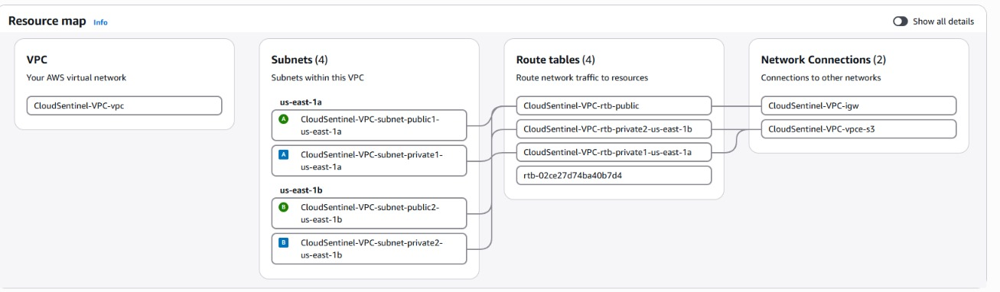 Resource map Info
Show all details
VPC
Your AWS virtual network
CloudSentinel-VPC-vpc
Subnets (4)
Subnets within this VPC
us-east-1a
A CloudSentinel-VPC-subnet-public1-
us-east-1a
A CloudSentinel-VPC-subnet-private1-
us-east-1a
us-east-1b
B CloudSentinel-VPC-subnet-public2-
us-east-1b
B CloudSentinel-VPC-subnet-private2-
us-east-1b
Route tables (4)
Route network traffic to resources
CloudSentinel-VPC-rtb-public
CloudSentinel-VPC-rtb-private2-us-east-1b
CloudSentinel-VPC-rtb-private1-us-east-1a
rtb-02ce27d74ba40b7d4
Network Connections (2)
Connections to other networks
CloudSentinel-VPC-igw
CloudSentinel-VPC-vpce-s3